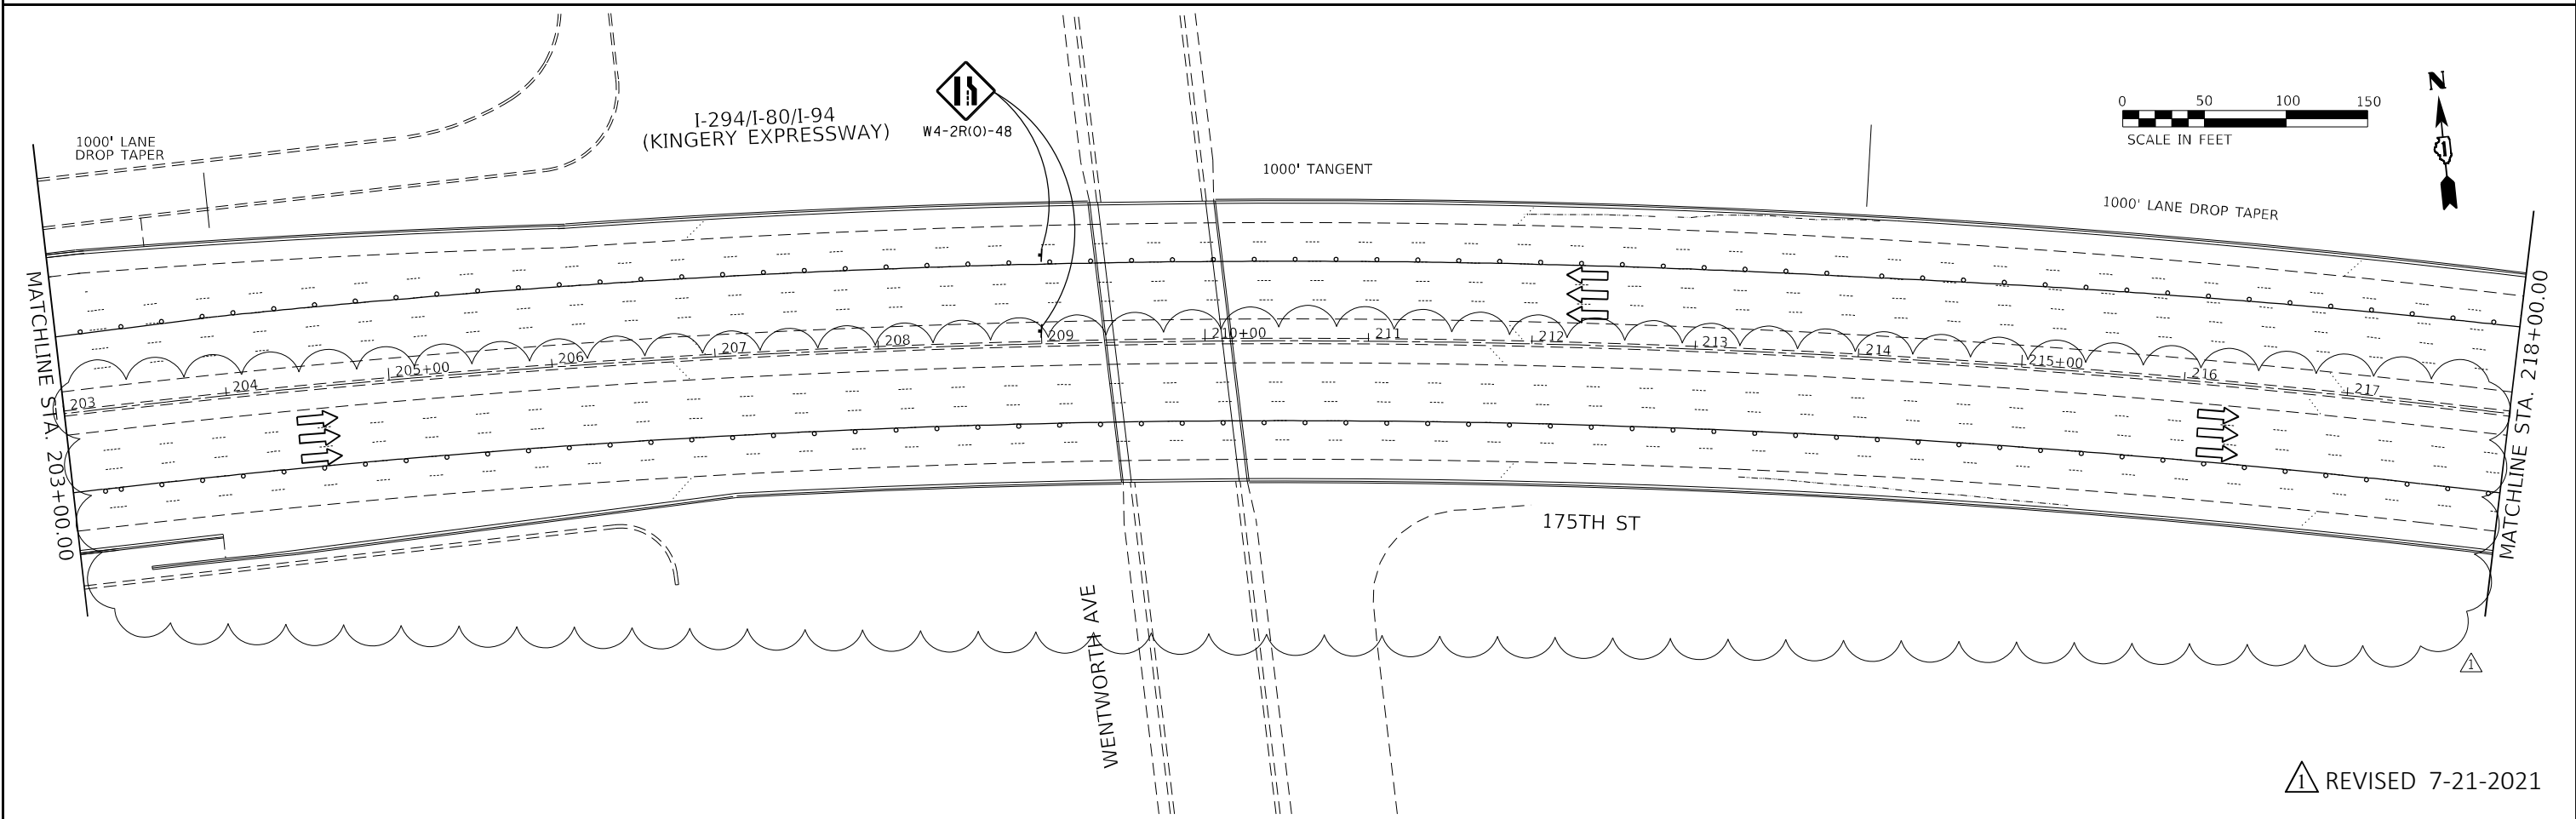 1000' LANE
DROP TAPER
I-294/I-80/I-94
(KINGERY EXPRESSWAY)
W4-2R(O)-48
1000' TANGENT
0 50 100 150
SCALE IN FEET
N
1000' LANE DROP TAPER
MATCHLINE STA. 203+00.00
203
204
205+00
206
207
208
209
210+00
211
212
213
214
215+00
216
217
MATCHLINE STA. 218+00.00
175TH ST
WENTWORTH AVE
1
1 REVISED 7-21-2021